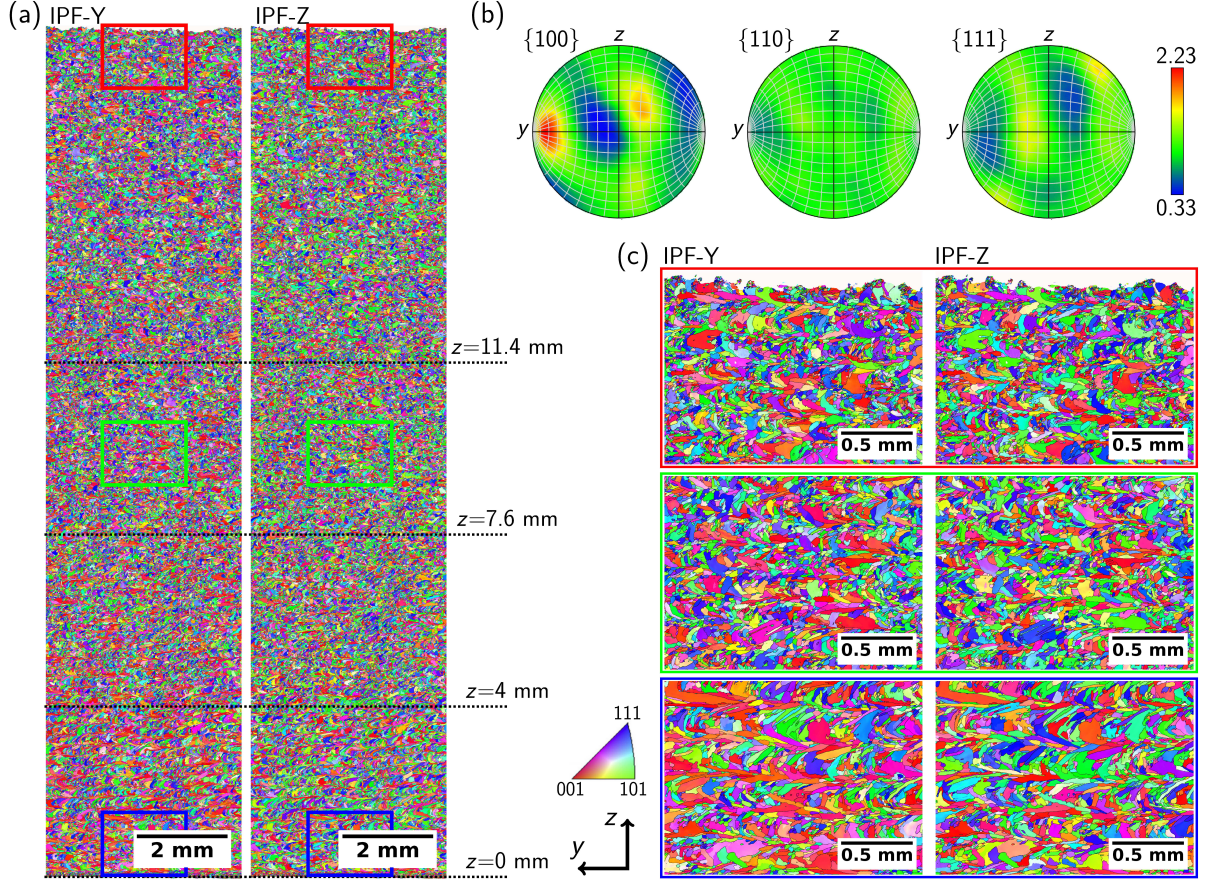 (a)
IPF-Y
IPF-Z
z=11.4 mm
z=7.6 mm
z=4 mm
z=0 mm
2 mm
2 mm
111
001
101
z
y
(b)
{100}
z
y
{110}
z
y
{111}
z
y
2.23
0.33
(c)
IPF-Y
IPF-Z
0.5 mm
0.5 mm
0.5 mm
0.5 mm
0.5 mm
0.5 mm